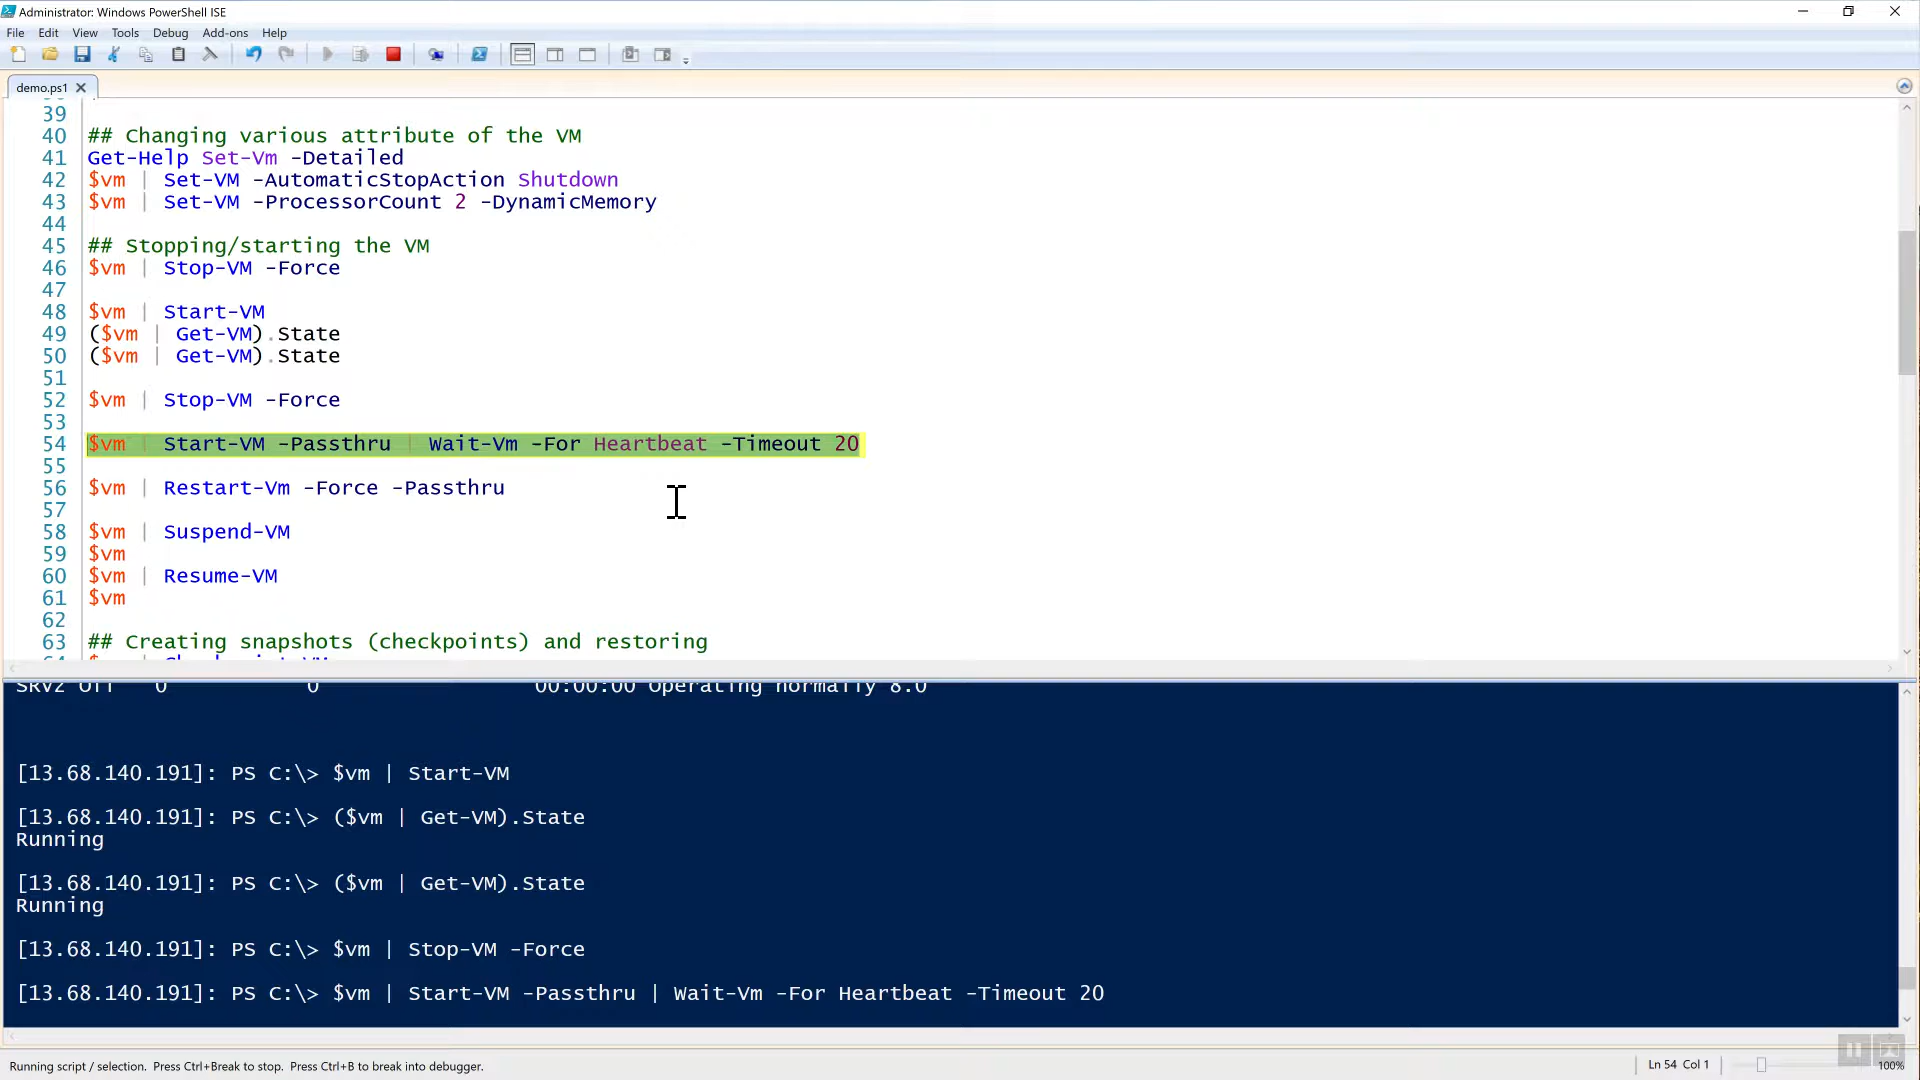 Administrator: Windows PowerShell ISE
File Edit View Tools Debug Add-ons Help
demo.ps1
39
40 ## Changing various attribute of the VM
41 Get-Help Set-Vm -Detailed
42 $vm | Set-VM -AutomaticStopAction Shutdown
43 $vm | Set-VM -ProcessorCount 2 -DynamicMemory
44
45 ## Stopping/starting the VM
46 $vm | Stop-VM -Force
47
48 $vm | Start-VM
49 ($vm | Get-VM).State
50 ($vm | Get-VM).State
51
52 $vm | Stop-VM -Force
53
54 $vm | Start-VM -Passthru | Wait-Vm -For Heartbeat -Timeout 20
55
56 $vm | Restart-Vm -Force -Passthru
57
58 $vm | Suspend-VM
59 $vm
60 $vm | Resume-VM
61 $vm
62
63 ## Creating snapshots (checkpoints) and restoring
SRV2 Off 0 0 00:00:00 Operating normally 8.0
[13.68.140.191]: PS C:\> $vm | Start-VM
[13.68.140.191]: PS C:\> ($vm | Get-VM).State
Running
[13.68.140.191]: PS C:\> ($vm | Get-VM).State
Running
[13.68.140.191]: PS C:\> $vm | Stop-VM -Force
[13.68.140.191]: PS C:\> $vm | Start-VM -Passthru | Wait-Vm -For Heartbeat -Timeout 20
Running script / selection. Press Ctrl+Break to stop. Press Ctrl+B to break into debugger.
Ln 54 Col 1
100%